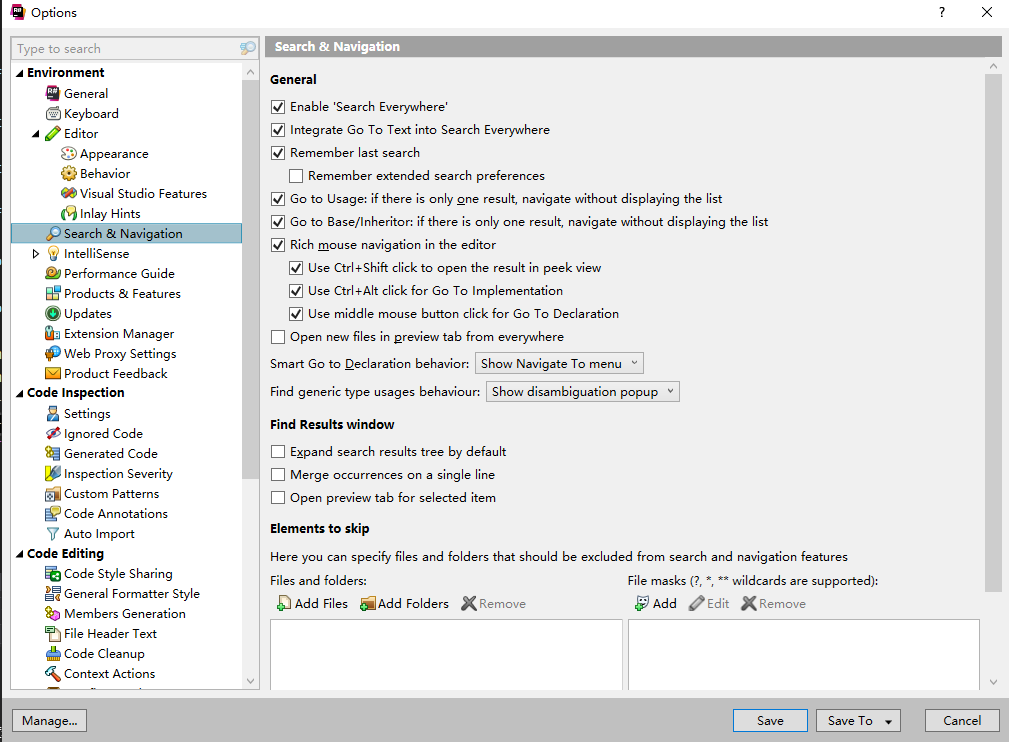 Options
?
Type to search
Environment
General
Keyboard
Editor
Appearance
Behavior
Visual Studio Features
Inlay Hints
Search & Navigation
IntelliSense
Performance Guide
Products & Features
Updates
Extension Manager
Web Proxy Settings
Product Feedback
Code Inspection
Settings
Ignored Code
Generated Code
Inspection Severity
Custom Patterns
Code Annotations
Auto Import
Code Editing
Code Style Sharing
General Formatter Style
Members Generation
File Header Text
Code Cleanup
Context Actions
Search & Navigation
General
Enable 'Search Everywhere'
Integrate Go To Text into Search Everywhere
Remember last search
Remember extended search preferences
Go to Usage: if there is only one result, navigate without displaying the list
Go to Base/Inheritor: if there is only one result, navigate without displaying the list
Rich mouse navigation in the editor
Use Ctrl+Shift click to open the result in peek view
Use Ctrl+Alt click for Go To Implementation
Use middle mouse button click for Go To Declaration
Open new files in preview tab from everywhere
Smart Go to Declaration behavior: Show Navigate To menu
Find generic type usages behaviour: Show disambiguation popup
Find Results window
Expand search results tree by default
Merge occurrences on a single line
Open preview tab for selected item
Elements to skip
Here you can specify files and folders that should be excluded from search and navigation features
Files and folders:
Add Files Add Folders Remove
File masks (?, *, ** wildcards are supported):
Add Edit Remove
Manage...
Save
Save To
Cancel